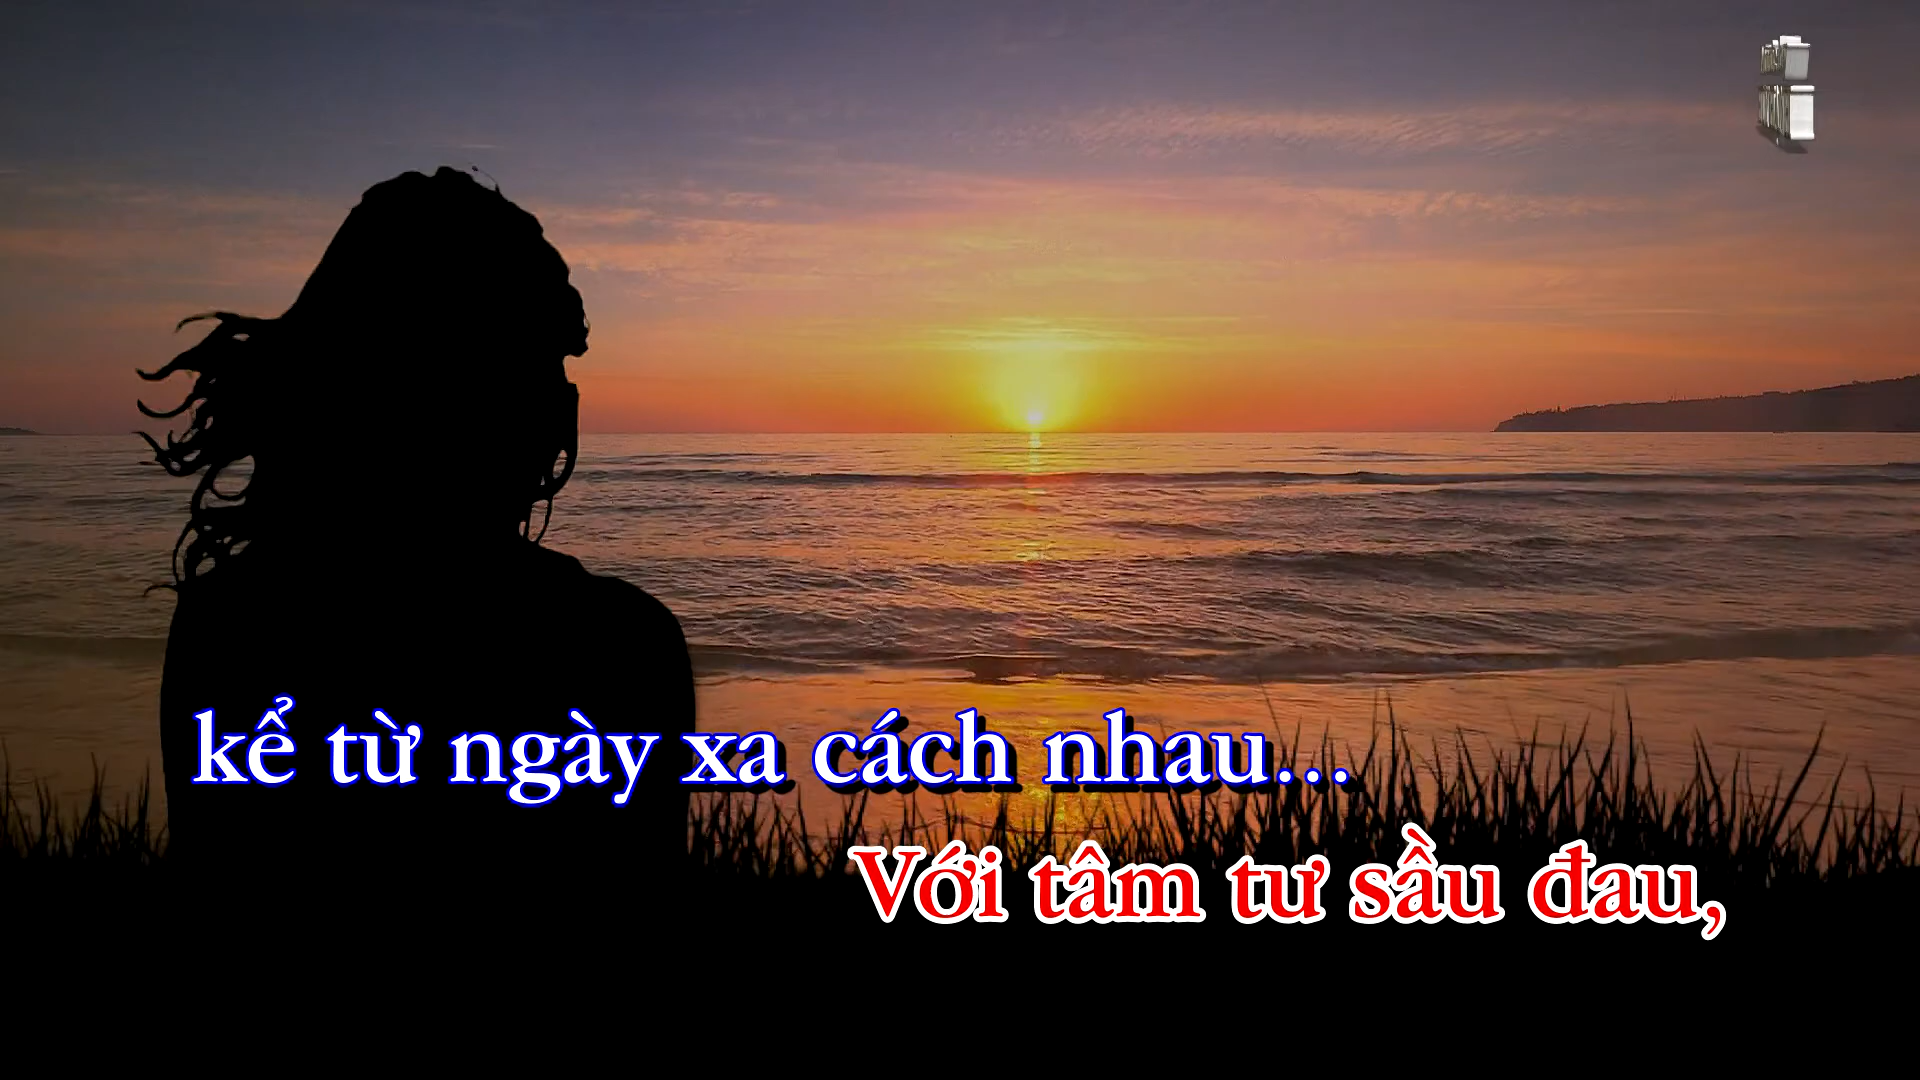 kể từ ngày xa cách nhau...
Với tâm tư sầu đau,